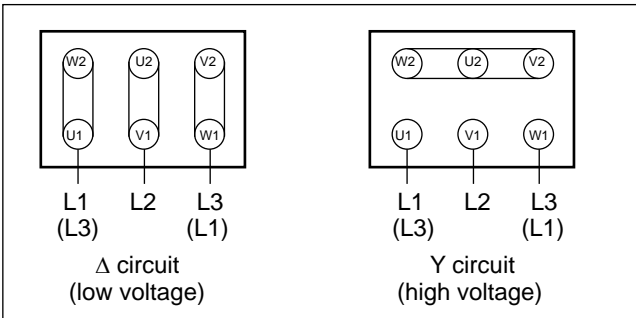 W2 U2 V2
U1 V1 W1
L1 L2 L3
(L3) (L1)
Δ circuit
(low voltage)
W2 U2 V2
U1 V1 W1
L1 L2 L3
(L3) (L1)
Y circuit
(high voltage)